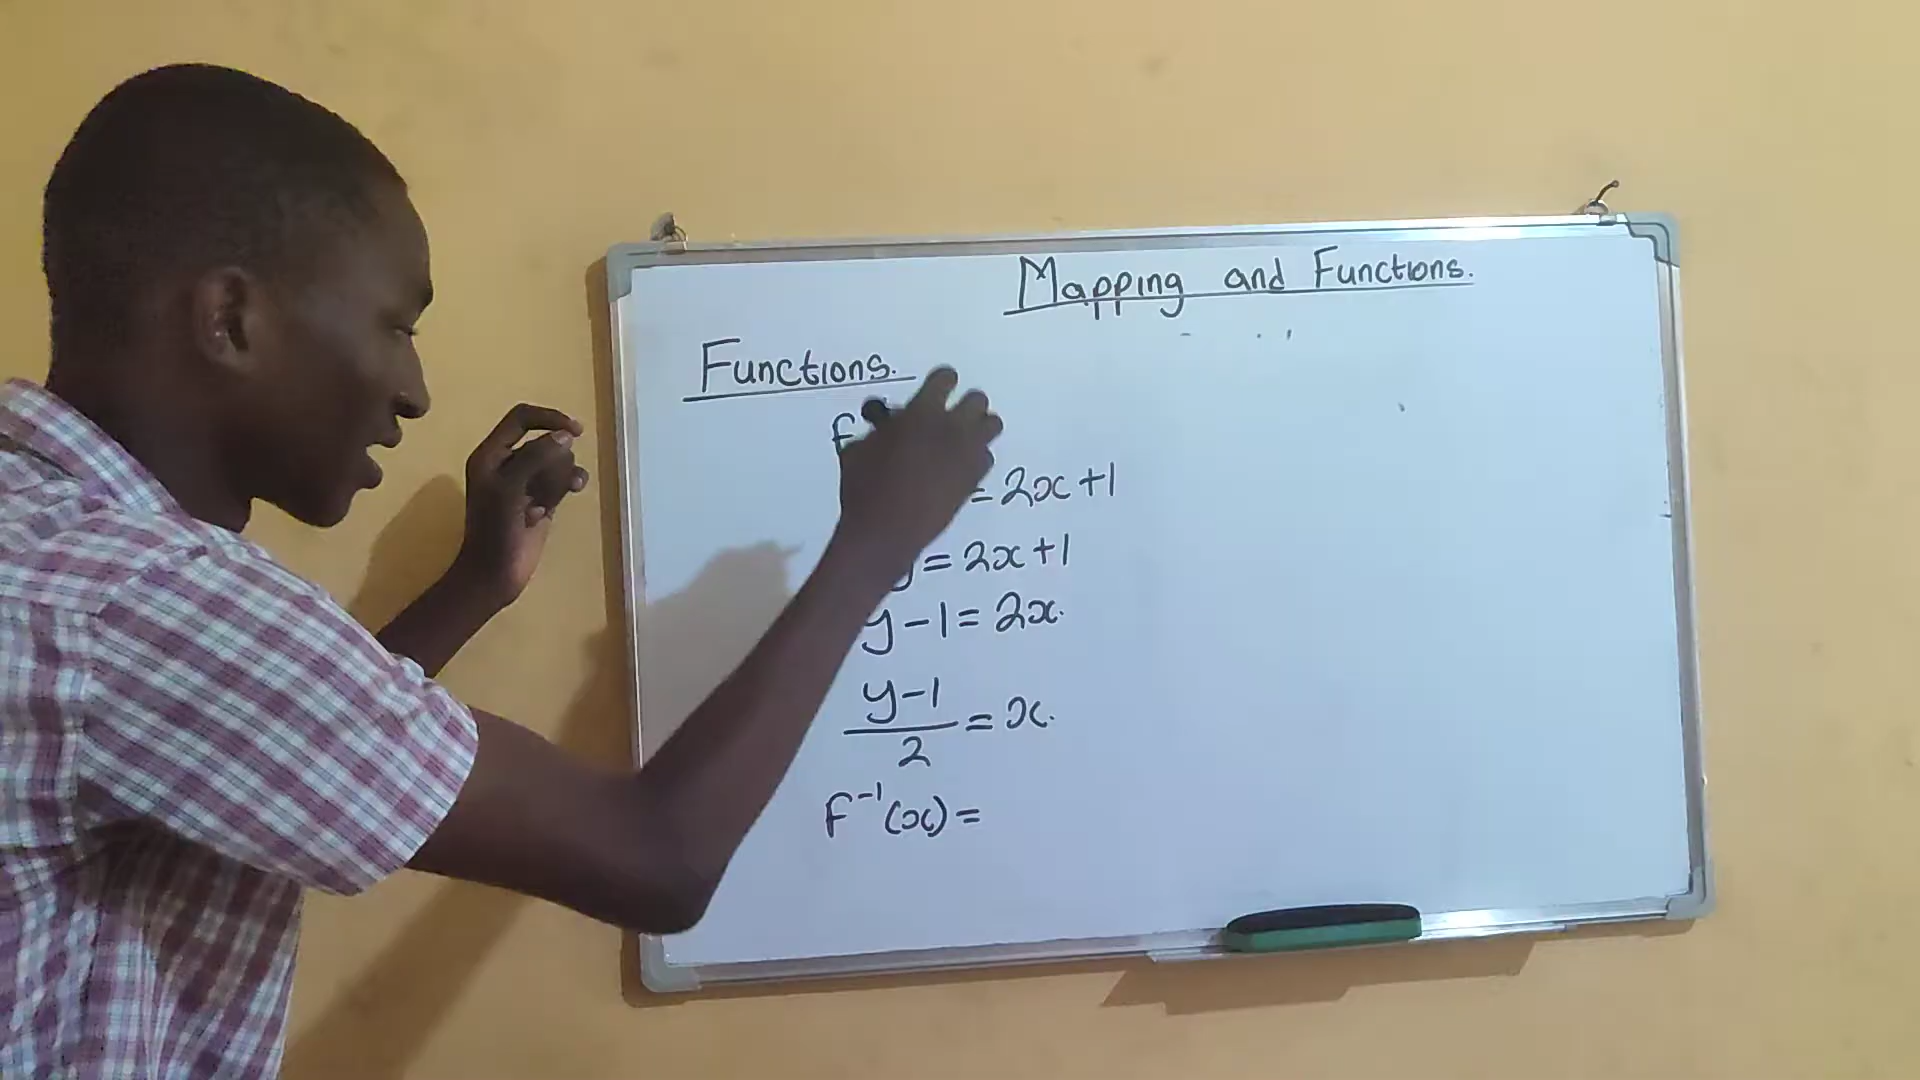 Mapping and Functions.
Functions.
F
= 2x+1
y = 2x+1
y-1 = 2x.
y-1
2
= x.
F⁻¹(x) =